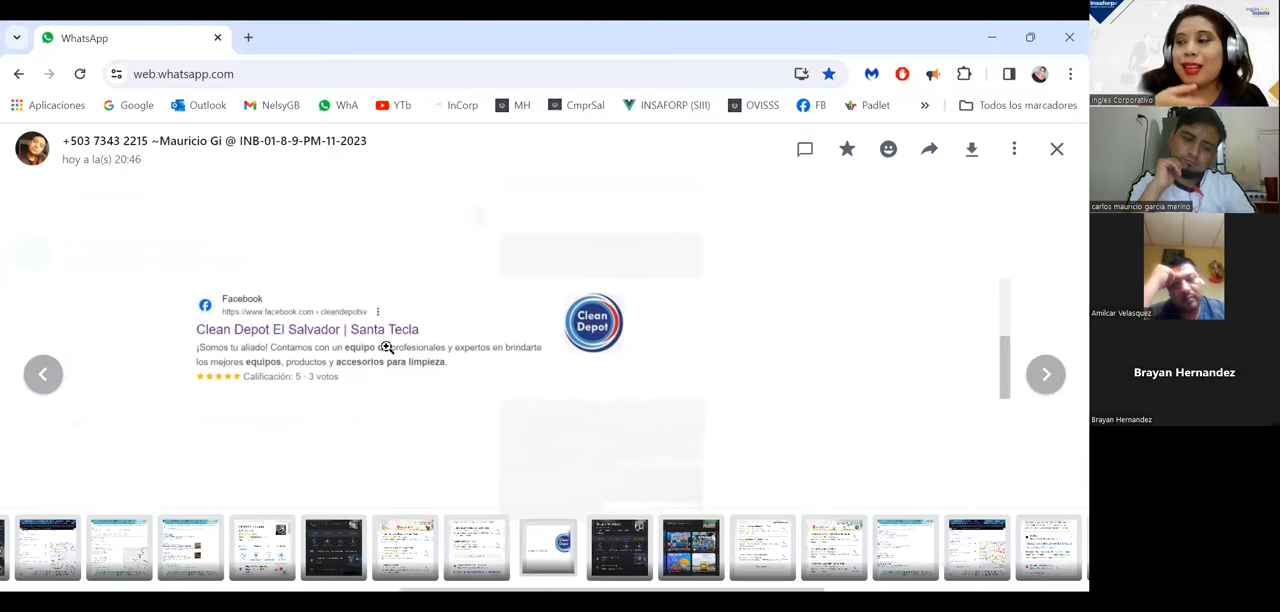 WhatsApp
web.whatsapp.com
Aplicaciones
Google
Outlook
NelsyGB
WhA
YTb
InCorp
MH
CmprSal
INSAFORP (SIII)
OVISSS
FB
Padlet
»
Todos los marcadores
+503 7343 2215 ~Mauricio Gi @ INB-01-8-9-PM-11-2023
hoy a la(s) 20:46
Facebook
https://www.facebook.com › cleandepotsv
Clean Depot El Salvador | Santa Tecla
¡Somos tu aliado! Contamos con un equipo de profesionales y expertos en brindarte
los mejores equipos, productos y accesorios para limpieza.
Calificación: 5 · 3 votos
Clean
Depot
Insaforp
Ingles Corporativo
carlos mauricio garcia merino
Amilcar Velasquez
Brayan Hernandez
Brayan Hernandez